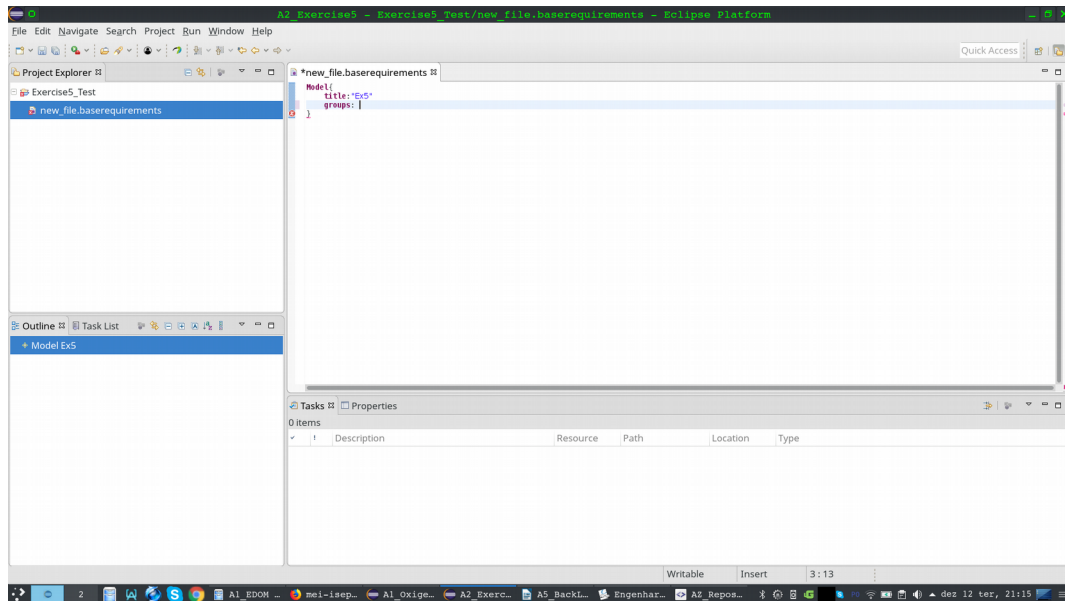 A2_Exercise5 - Exercise5_Test/new_file.baserequirements - Eclipse Platform
File Edit Navigate Search Project Run Window Help
Quick Access
Project Explorer
Exercise5_Test
new_file.baserequirements
*new_file.baserequirements
Model{
title:"Ex5"
groups:
}
Outline Task List
Model Ex5
Tasks Properties
0 items
! Description Resource Path Location Type
Writable Insert 3 : 13
2 A1_EDOM … mei-isep… A1_Oxige… A2_Exerc… A5_BackL… Engenhar… A2_Repos… dez 12 ter, 21:15